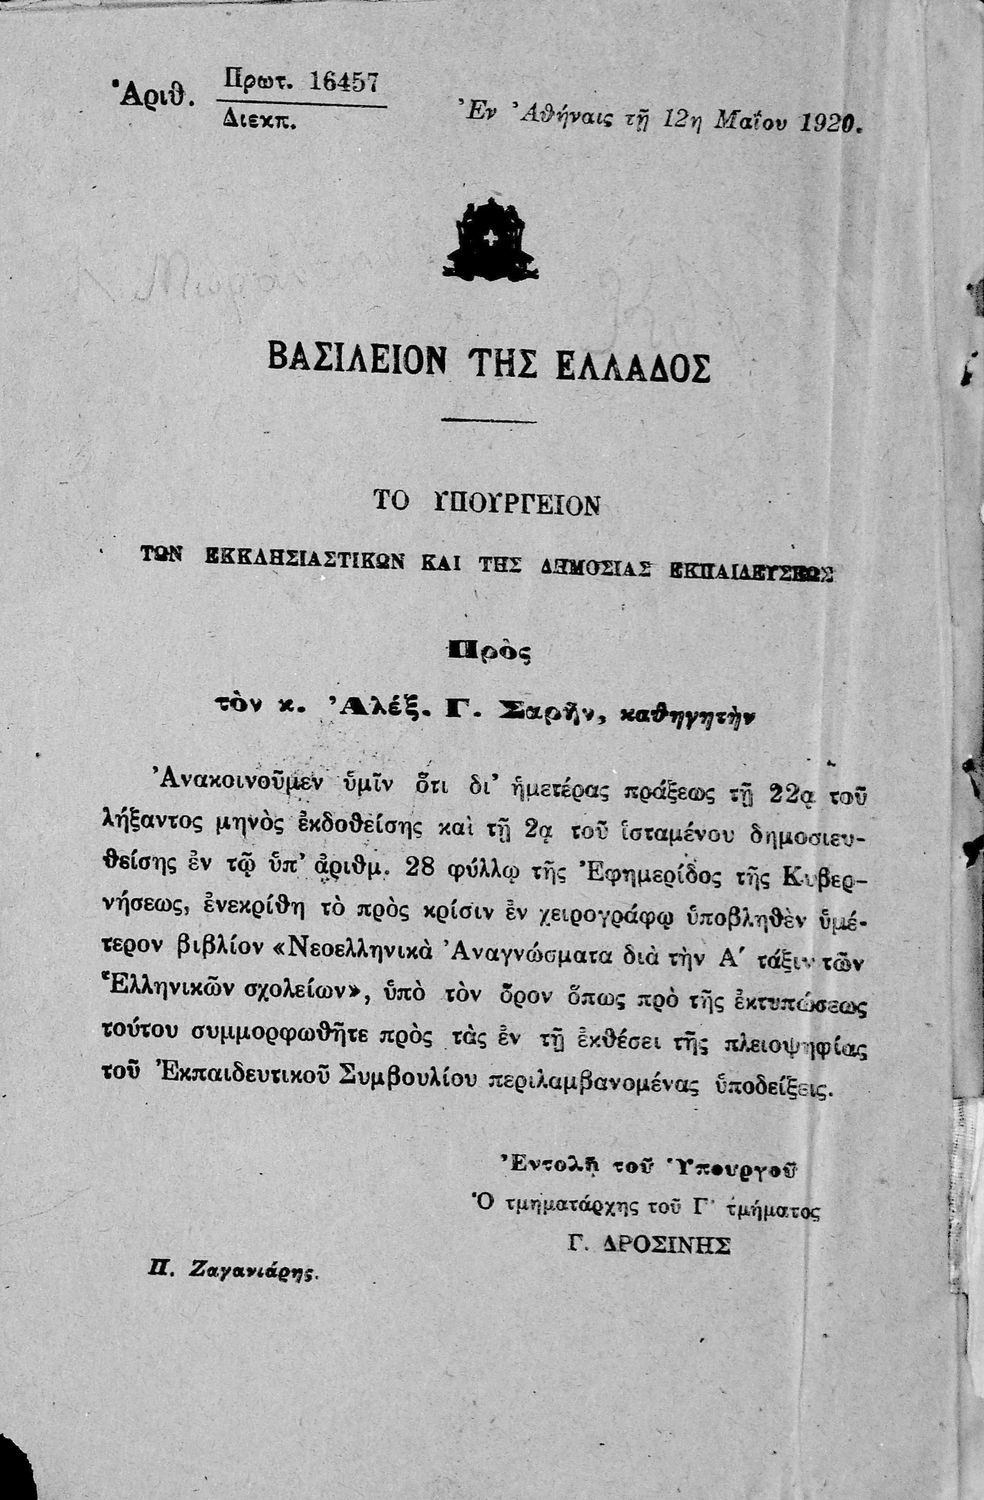 Ἀριθ. Πρωτ. 16457
Διεκπ.
Ἐν Ἀθήναις τῇ 12ῃ Μαΐου 1920.
ΒΑΣΙΛΕΙΟΝ ΤΗΣ ΕΛΛΑΔΟΣ
ΤΟ ΥΠΟΥΡΓΕΙΟΝ
ΤΩΝ ΕΚΚΛΗΣΙΑΣΤΙΚΩΝ ΚΑΙ ΤΗΣ ΔΗΜΟΣΙΑΣ ΕΚΠΑΙΔΕΥΣΕΩΣ
Πρὸς
τὸν κ. Ἀλέξ. Γ. Σαρῆν, καθηγητὴν
Ἀνακοινοῦμεν ὑμῖν ὅτι δι' ἡμετέρας πράξεως τῇ 22ᾳ τοῦ
λήξαντος μηνὸς ἐκδοθείσης καὶ τῇ 2ᾳ τοῦ ἱσταμένου δημοσιευ-
θείσης ἐν τῷ ὑπ' ἀριθμ. 28 φύλλῳ τῆς Ἐφημερίδος τῆς Κυβερ-
νήσεως, ἐνεκρίθη τὸ πρὸς κρίσιν ἐν χειρογράφῳ ὑποβληθὲν ὑμέ-
τερον βιβλίον «Νεοελληνικὰ Ἀναγνώσματα διὰ τὴν Α΄ τάξιν τῶν
Ἑλληνικῶν σχολείων», ὑπὸ τὸν ὅρον ὅπως πρὸ τῆς ἐκτυπώσεως
τούτου συμμορφωθῆτε πρὸς τὰς ἐν τῇ ἐκθέσει τῆς πλειοψηφίας
τοῦ Ἐκπαιδευτικοῦ Συμβουλίου περιλαμβανομένας ὑποδείξεις.
Ἐντολῇ τοῦ Ὑπουργοῦ
Ὁ τμηματάρχης τοῦ Γ΄ τμήματος
Γ. ΔΡΟΣΙΝΗΣ
Π. Ζαγανιάρης.